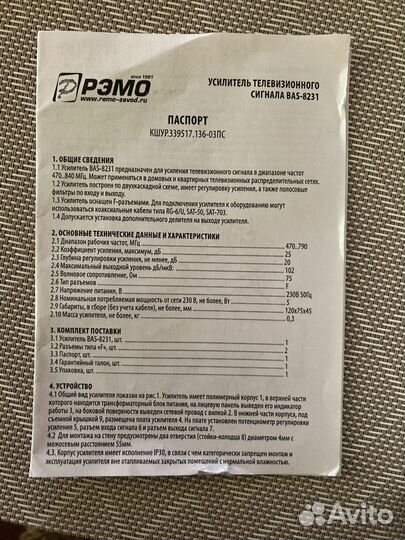 since 1991
РЭМО
www.remo-zavod.ru
УСИЛИТЕЛЬ ТЕЛЕВИЗИОННОГО
СИГНАЛА BAS-8231
ПАСПОРТ
КШУР.339517.136-03ПС
1. ОБЩИЕ СВЕДЕНИЯ
1.1 Усилитель BAS-8231 предназначен для усиления телевизионного сигнала в диапазоне частот
470..840 МГц. Может применяться в домовых и квартирных телевизионных распределительных сетях.
1.2 Усилитель построен по двухкаскадной схеме, имеет регулировку усиления, а также полосовые
фильтры по входу и выходу.
1.3 Усилитель оснащен F-разъемами. Для подключения усилителя к оборудованию могут
использоваться коаксиальные кабели типа RG-6/U, SAT-50, SAT-703.
1.4 Допускается установка дополнительного делителя на выходе усилителя.
2. ОСНОВНЫЕ ТЕХНИЧЕСКИЕ ДАННЫЕ И ХАРАКТЕРИСТИКИ
2.1 Диапазон рабочих частот, МГц 470..790
2.2 Коэффициент усиления, максимум, дБ 25
2.3 Глубина регулировки усиления, не менее, дБ 20
2.4 Максимальный выходной уровень дБ/мкВ: 102
2.5 Волновое сопротивление, Ом 75
2.6 Тип разъемов F
2.7 Напряжение питания, В 230В 50Гц
2.8 Номинальная потребляемая мощность от сети 230 В, не более, Вт 5
2.9 Габариты, в сборе (без учета кабеля), не более, мм 120х75х45
2.10 Масса усилителя, не более, кг 0,3
3. КОМПЛЕКТ ПОСТАВКИ
3.1 Усилитель BAS-8231, шт. 1
3.2 Разъемы типа «F», шт. 2
3.3 Паспорт, шт. 1
3.4 Гарантийный талон, шт. 1
3.5 Упаковка, шт. 1
4. УСТРОЙСТВО
4.1 Общий вид усилителя показан на рис.1. Усилитель имеет полимерный корпус 1, в верхней части
которого находится трансформаторный блок питания, на лицевую панель выведен его индикатор
работы 3, на боковой поверхности выведен сетевой провод с вилкой 2. В нижней части корпуса, под
съемной крышкой 9, размещена плата усилителя 4. На плате установлен потенциометр регулировки
усиления 5, разъем входа сигнала 6 и разъем выхода сигнала 7.
4.2 Для монтажа на стену предусмотрены два отверстия (стойки-колодца 8) диаметром 4мм с
межосевым расстоянием 55мм.
4.3. Корпус усилителя имеет исполнение IP30, в связи с чем категорически запрещен монтаж и
эксплуатация усилителя вне отапливаемых закрытых помещений с нормальной влажностью.
Avito